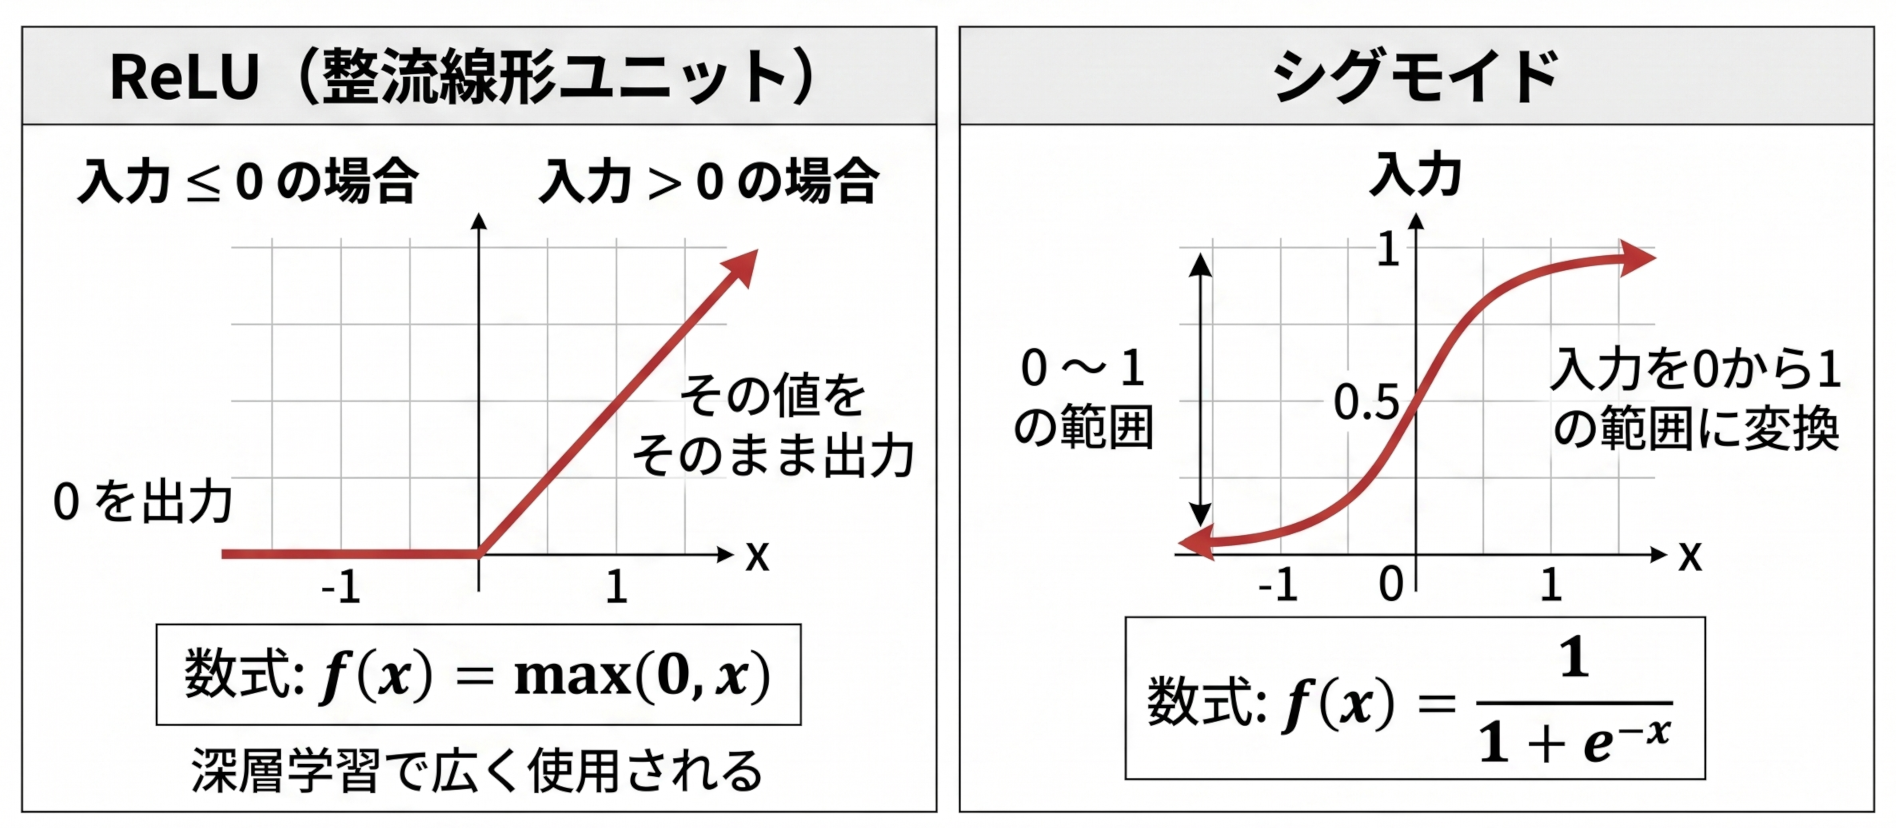 ReLU（整流線形ユニット）
入力 ≤ 0 の場合
入力 > 0 の場合
その値を
そのまま出力
0 を出力
X
-1
1
数式: f(x) = max(0, x)
深層学習で広く使用される
シグモイド
入力
1
0 〜 1
の範囲
0.5
入力を0から1
の範囲に変換
X
-1
0
1
数式: f(x) = 1 / (1 + e^{-x})